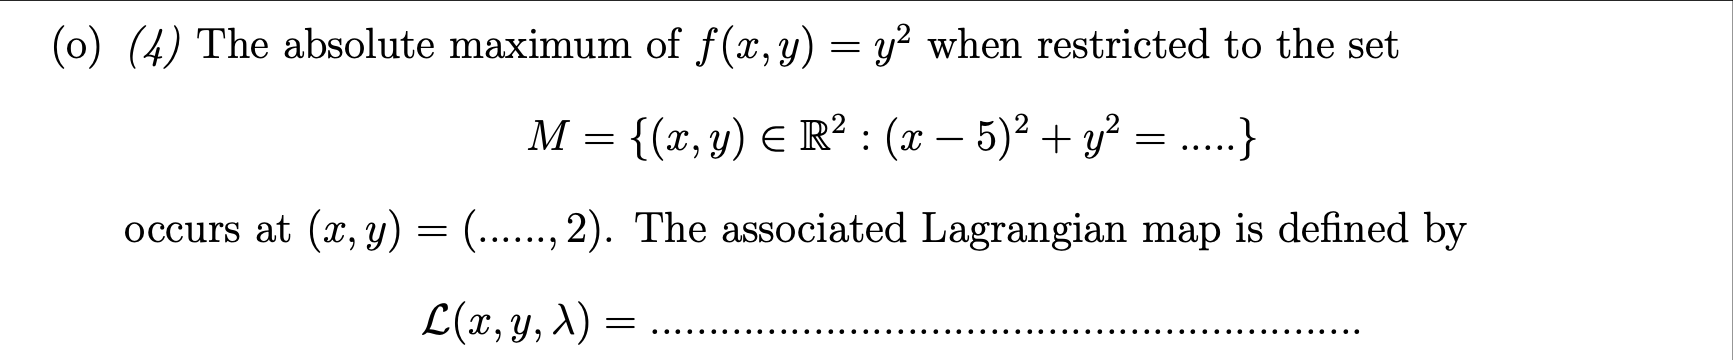 (o) (4) The absolute maximum of f(x, y) = y² when restricted to the set
M = {(x, y) ∈ ℝ² : (x − 5)² + y² = .....}
occurs at (x, y) = (......, 2). The associated Lagrangian map is defined by
ℒ(x, y, λ) = ............................................................